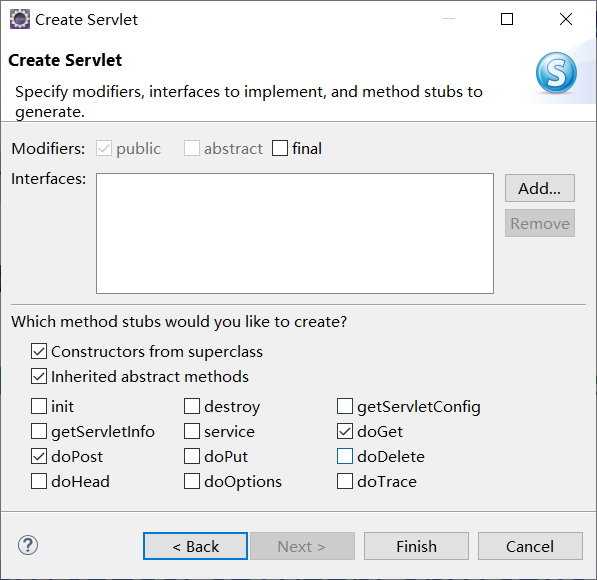 Create Servlet
Create Servlet
Specify modifiers, interfaces to implement, and method stubs to
generate.
Modifiers: public abstract final
Interfaces:
Add...
Remove
Which method stubs would you like to create?
Constructors from superclass
Inherited abstract methods
init destroy getServletConfig
getServletInfo service doGet
doPost doPut doDelete
doHead doOptions doTrace
? < Back Next > Finish Cancel